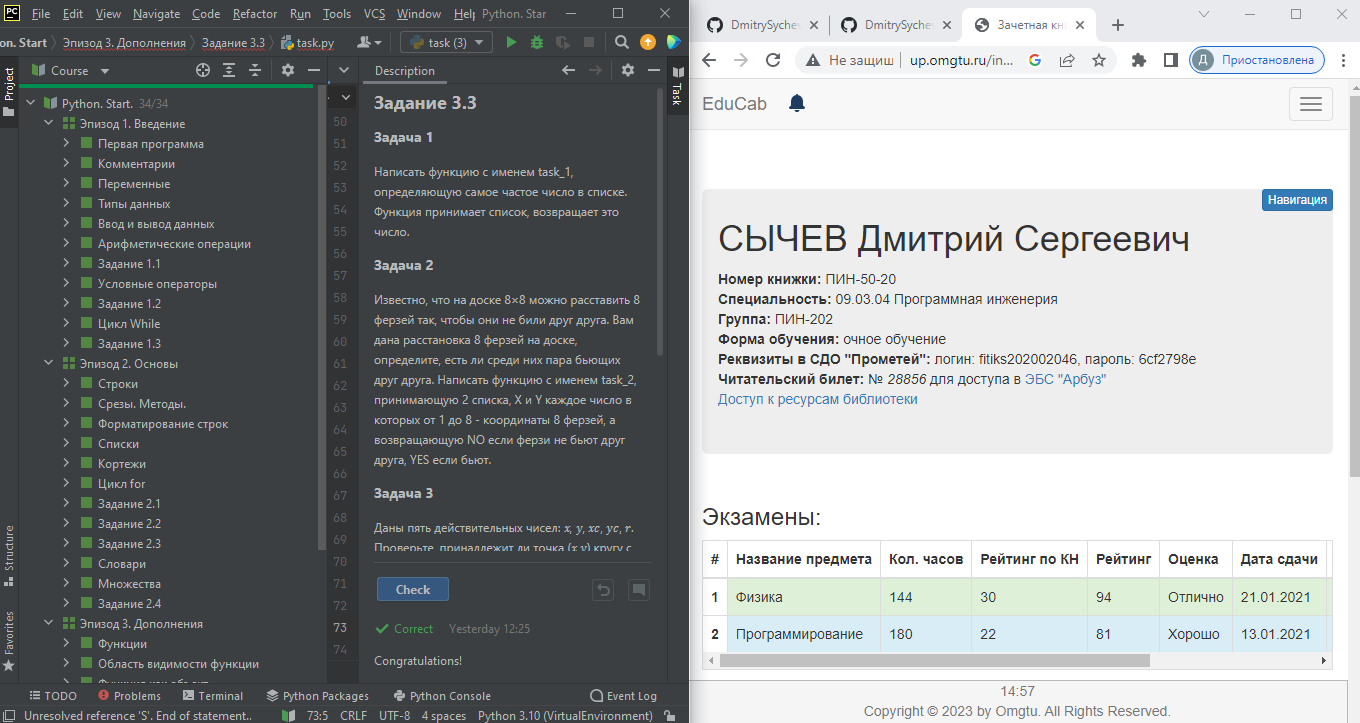 PC File Edit View Navigate Code Refactor Run Tools VCS Window Help Python. Star
on. Start Эпизод 3. Дополнения Задание 3.3 task.py task (3)
Project
Course
Python. Start. 34/34
Эпизод 1. Введение
Первая программа
Комментарии
Переменные
Типы данных
Ввод и вывод данных
Арифметические операции
Задание 1.1
Условные операторы
Задание 1.2
Цикл While
Задание 1.3
Эпизод 2. Основы
Строки
Срезы. Методы.
Форматирование строк
Списки
Кортежи
Цикл for
Задание 2.1
Задание 2.2
Задание 2.3
Словари
Множества
Задание 2.4
Эпизод 3. Дополнения
Функции
Область видимости функции
Structure
Favorites
50
51
52
53
54
55
56
57
58
59
60
61
62
63
64
65
66
67
68
69
70
71
72
73
74
Description
Task
Задание 3.3
Задача 1
Написать функцию с именем task_1,
определяющую самое частое число в списке.
Функция принимает список, возвращает это
число.
Задача 2
Известно, что на доске 8×8 можно расставить 8
ферзей так, чтобы они не били друг друга. Вам
дана расстановка 8 ферзей на доске,
определите, есть ли среди них пара бьющих
друг друга. Написать функцию с именем task_2,
принимающую 2 списка, X и Y каждое число в
которых от 1 до 8 - координаты 8 ферзей, а
возвращающую NO если ферзи не бьют друг
друга, YES если бьют.
Задача 3
Даны пять действительных чисел: x, y, xc, yc, r.
Проверьте, принадлежит ли точка (x,y) кругу с
Check
Correct Yesterday 12:25
Congratulations!
TODO Problems Terminal Python Packages Python Console Event Log
Unresolved reference 'S'. End of statement.. 73:5 CRLF UTF-8 4 spaces Python 3.10 (VirtualEnvironment)
DmitrySychev DmitrySyche Зачетная кни
Не защищ up.omgtu.ru/in... G Д Приостановлена
EduCab
Навигация
СЫЧЕВ Дмитрий Сергеевич
Номер книжки: ПИН-50-20
Специальность: 09.03.04 Программная инженерия
Группа: ПИН-202
Форма обучения: очное обучение
Реквизиты в СДО "Прометей": логин: fitiks202002046, пароль: 6cf2798e
Читательский билет: № 28856 для доступа в ЭБС "Арбуз"
Доступ к ресурсам библиотеки
Экзамены:
# Название предмета Кол. часов Рейтинг по КН Рейтинг Оценка Дата сдачи
1 Физика 144 30 94 Отлично 21.01.2021
2 Программирование 180 22 81 Хорошо 13.01.2021
14:57
Copyright © 2023 by Omgtu. All Rights Reserved.